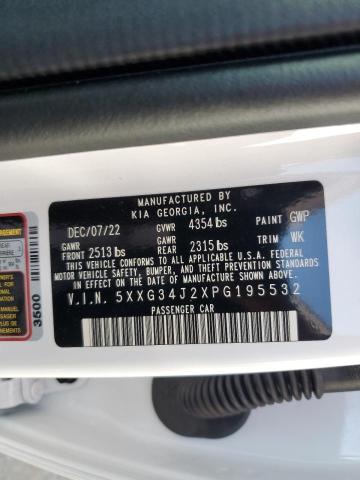 MANUFACTURED BY
KIA GEORGIA, INC.
DEC/07/22 GVWR 4354 lbs PAINT GWP
GAWR FRONT 2513 lbs GAWR REAR 2315 lbs TRIM WK
THIS VEHICLE CONFORMS TO ALL APPLICABLE FEDERAL MOTOR VEHICLE
SAFETY, BUMPER, AND THEFT PREVENTION
STANDARDS IN EFFECT ON THE DATE OF
MANUFACTURE SHOWN ABOVE.
V.I.N. 5XXG34J2XPG195532
PASSENGER CAR
3500